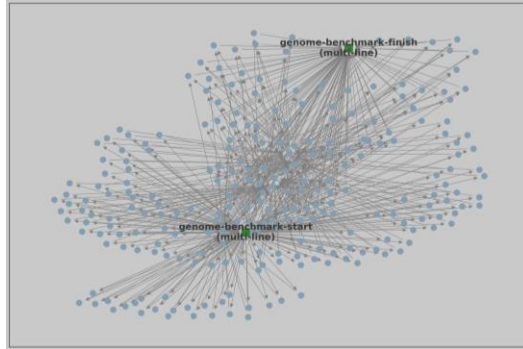 genome-benchmark-finish
(multi-line)
genome-benchmark-start
(multi-line)